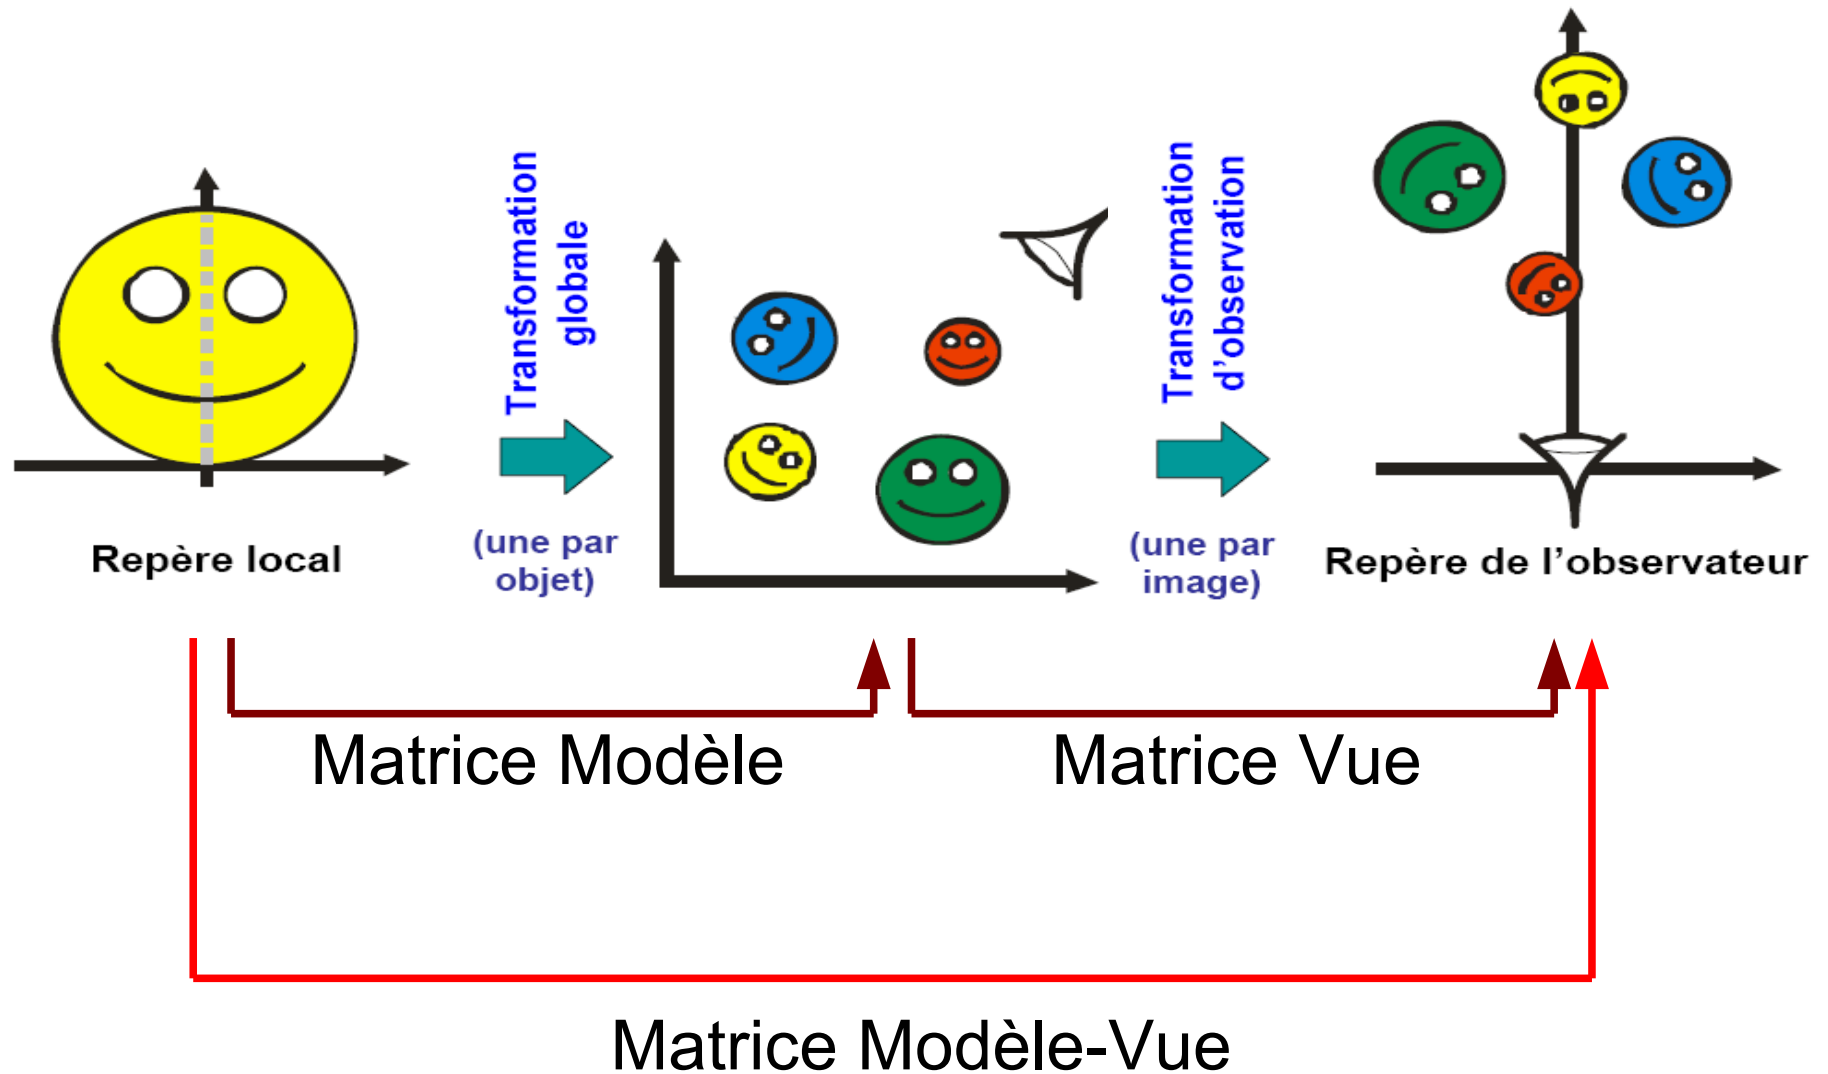 Transformation
globale
Transformation
d'observation
(une par
objet)
(une par
image)
Repère local
Repère de l'observateur
Matrice Modèle
Matrice Vue
Matrice Modèle-Vue